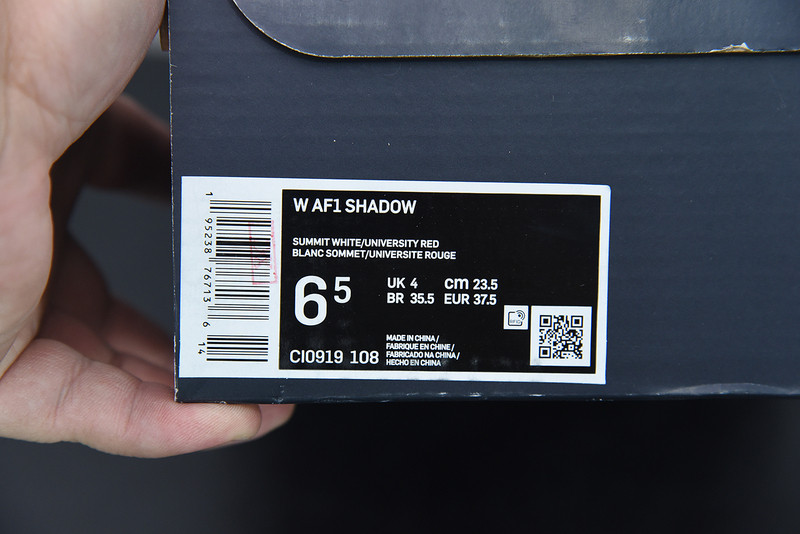 W AF1 SHADOW
SUMMIT WHITE/UNIVERSITY RED
BLANC SOMMET/UNIVERSITE ROUGE
6 5
UK 4 cm 23.5
BR 35.5 EUR 37.5
MADE IN CHINA /
FABRIQUE EN CHINE /
FABRICADO NA CHINA /
HECHO EN CHINA
CI0919 108
1 95238 76713 6 14